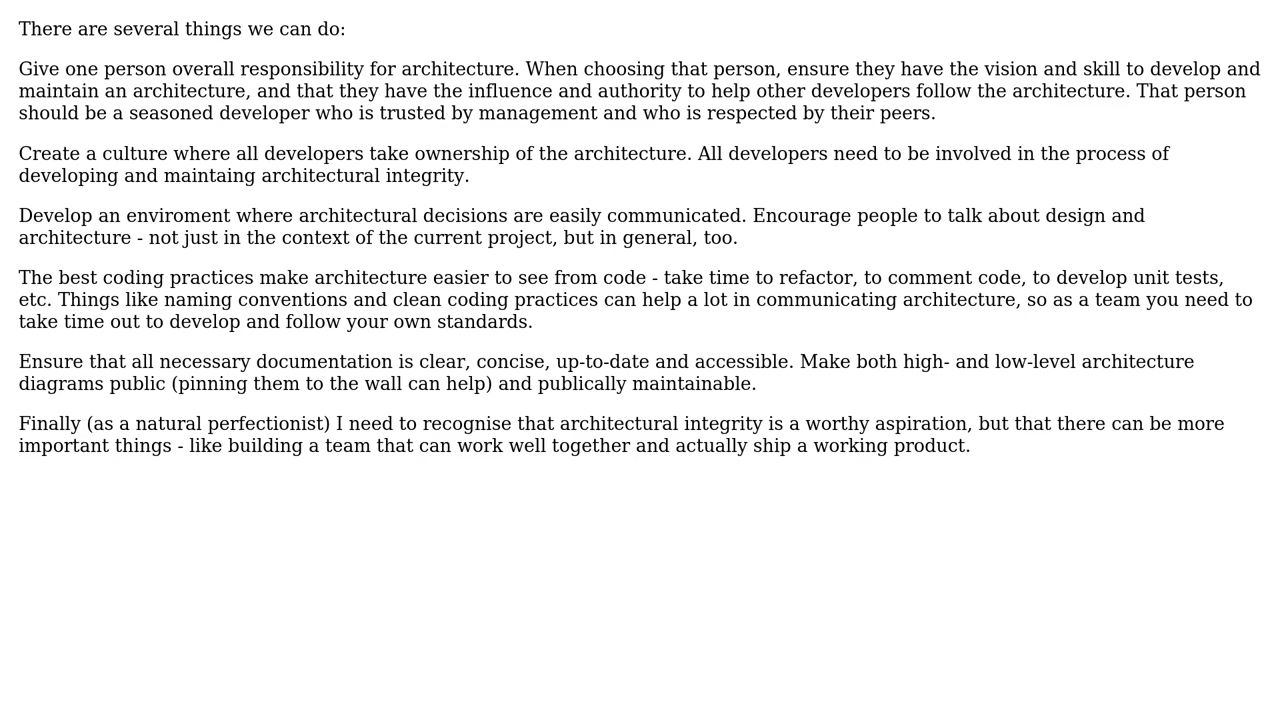 There are several things we can do:
Give one person overall responsibility for architecture. When choosing that person, ensure they have the vision and skill to develop and
maintain an architecture, and that they have the influence and authority to help other developers follow the architecture. That person
should be a seasoned developer who is trusted by management and who is respected by their peers.
Create a culture where all developers take ownership of the architecture. All developers need to be involved in the process of
developing and maintaing architectural integrity.
Develop an enviroment where architectural decisions are easily communicated. Encourage people to talk about design and
architecture - not just in the context of the current project, but in general, too.
The best coding practices make architecture easier to see from code - take time to refactor, to comment code, to develop unit tests,
etc. Things like naming conventions and clean coding practices can help a lot in communicating architecture, so as a team you need to
take time out to develop and follow your own standards.
Ensure that all necessary documentation is clear, concise, up-to-date and accessible. Make both high- and low-level architecture
diagrams public (pinning them to the wall can help) and publically maintainable.
Finally (as a natural perfectionist) I need to recognise that architectural integrity is a worthy aspiration, but that there can be more
important things - like building a team that can work well together and actually ship a working product.